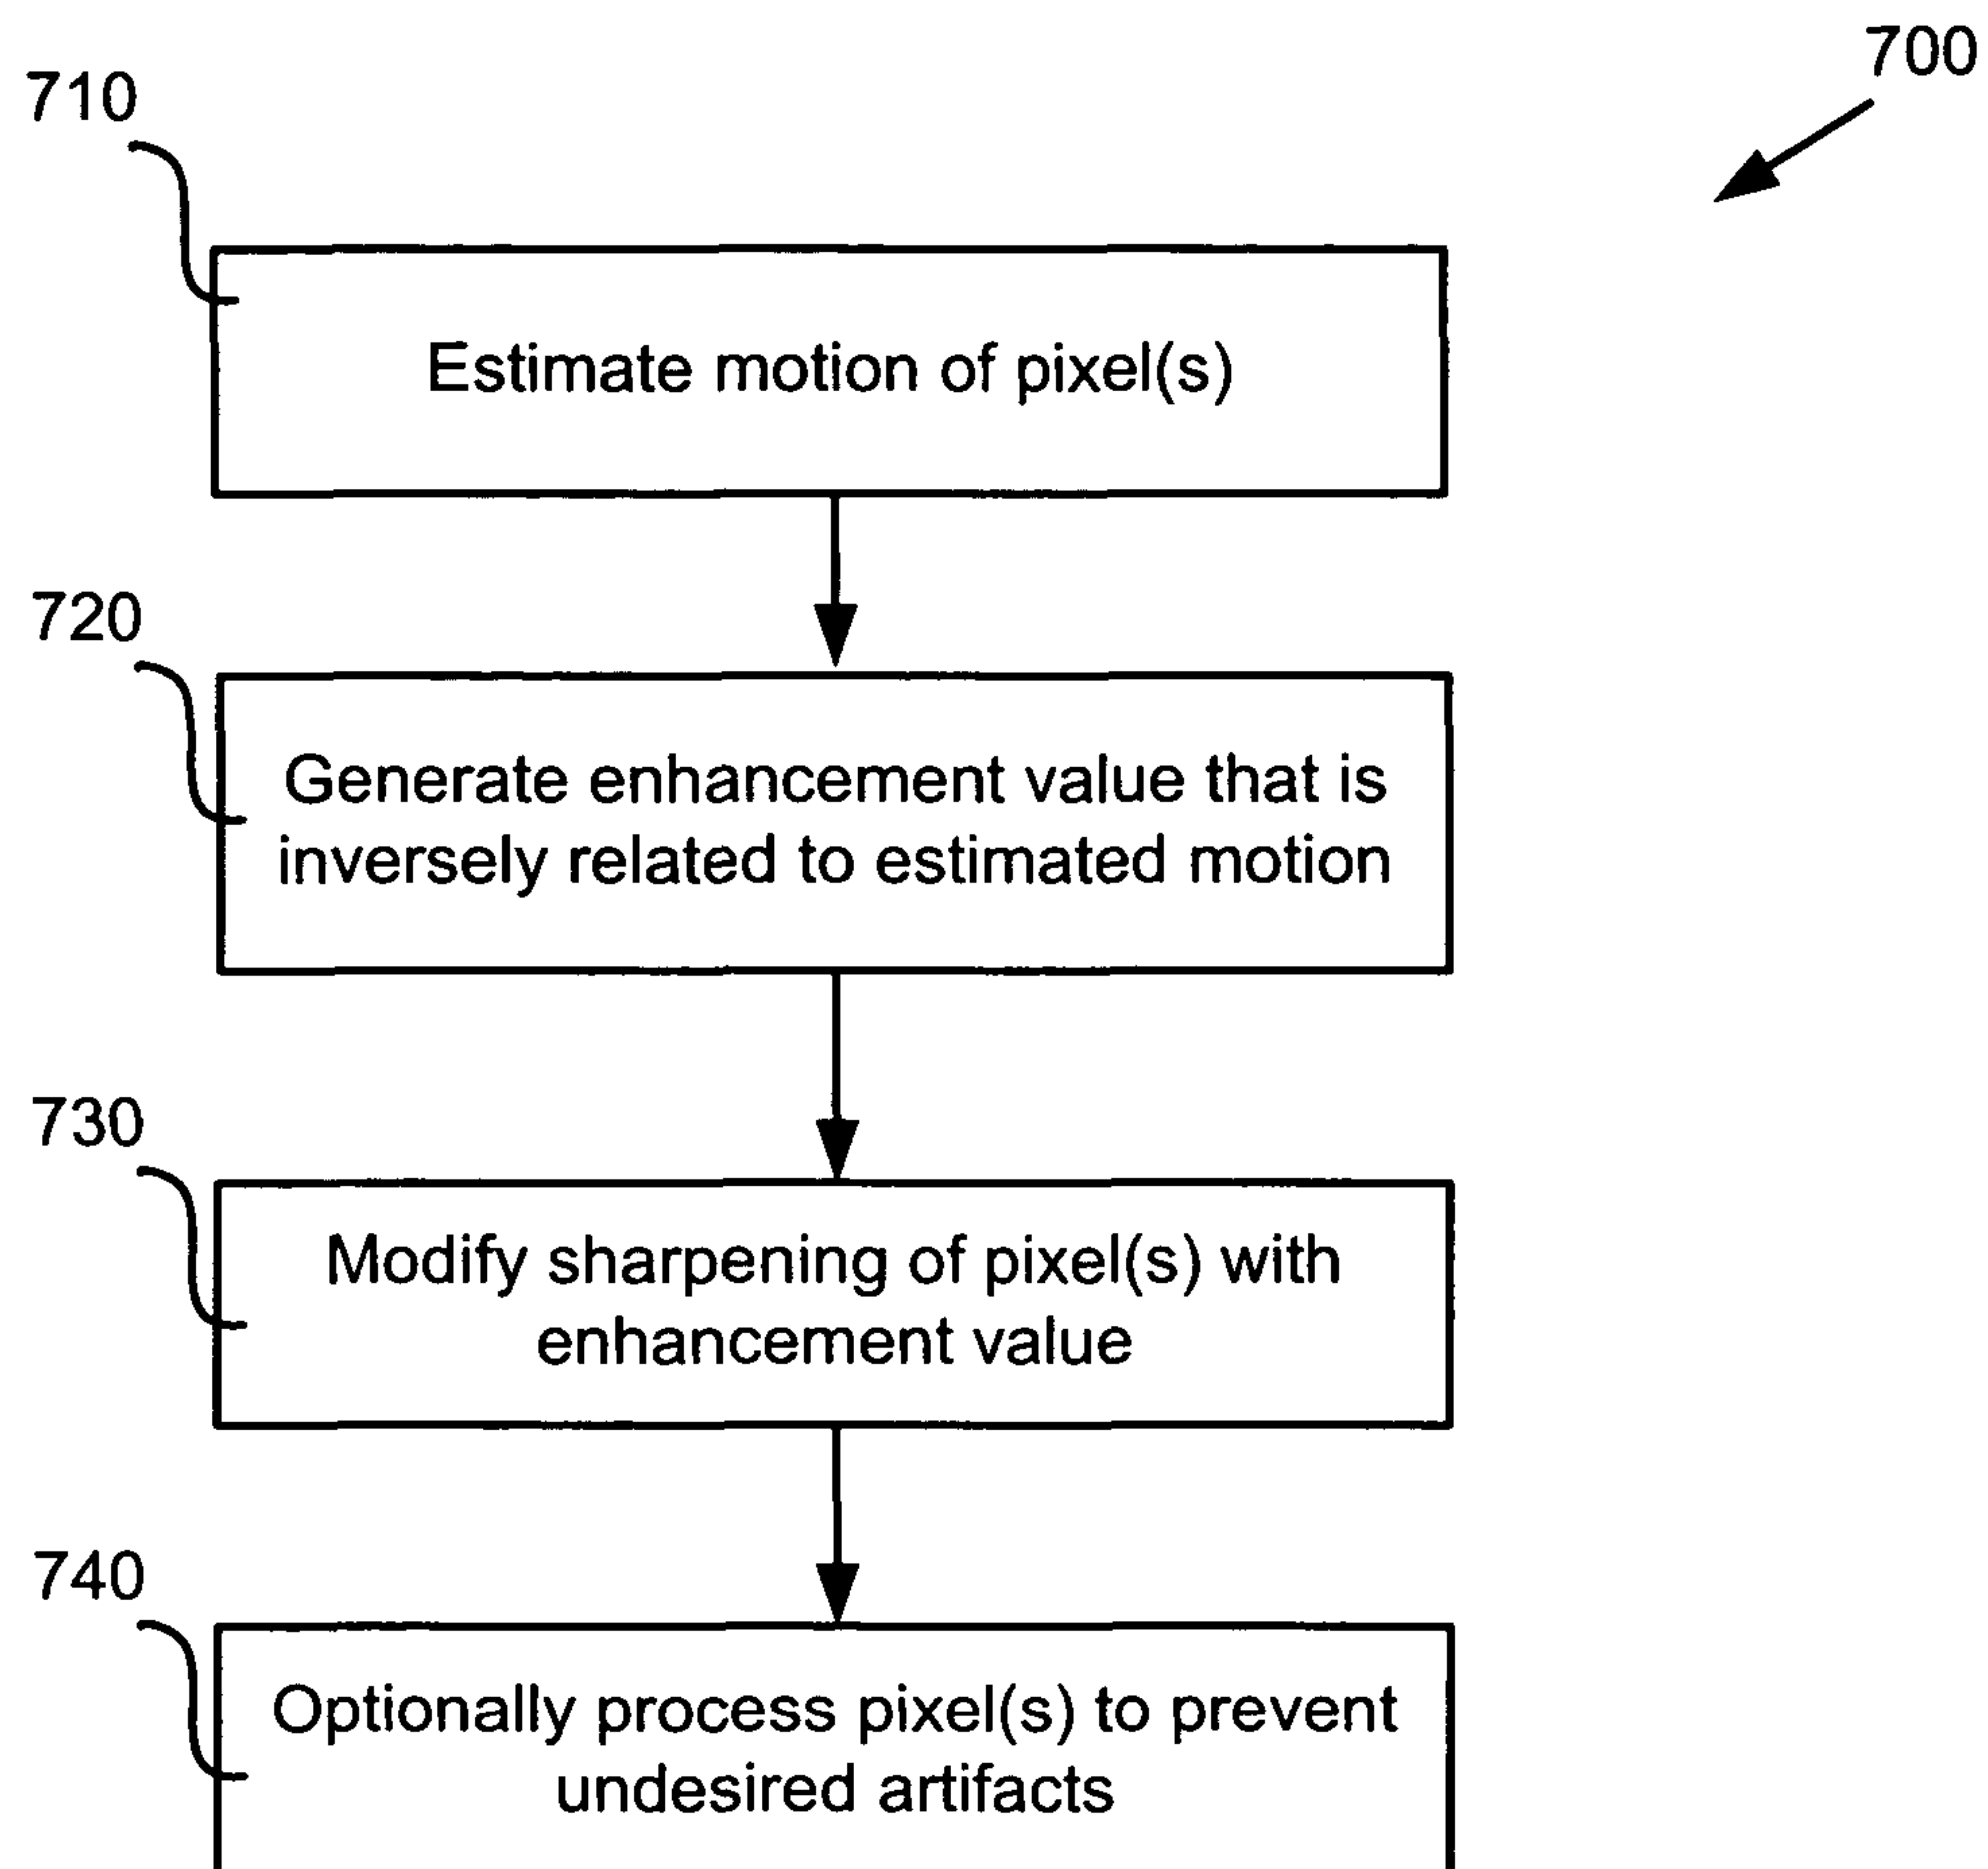 700
710
Estimate motion of pixel(s)
720
Generate enhancement value that is
inversely related to estimated motion
730
Modify sharpening of pixel(s) with
enhancement value
740
Optionally process pixel(s) to prevent
undesired artifacts